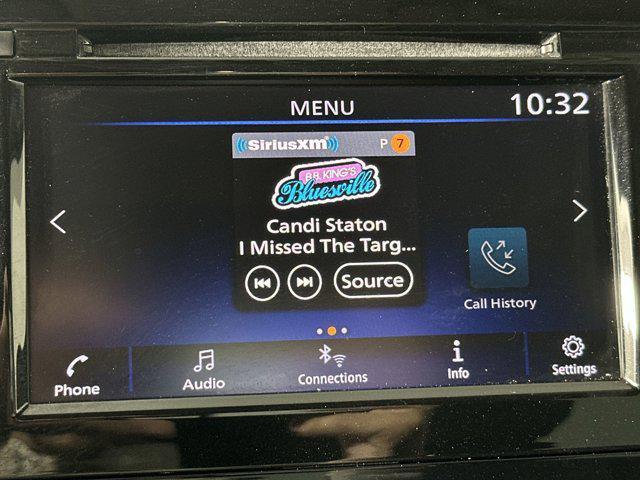 MENU
10:32
SiriusXm
P 7
B.B. KING'S
Bluesville
Candi Staton
I Missed The Targ...
Source
Call History
Phone
Audio
Connections
Info
Settings